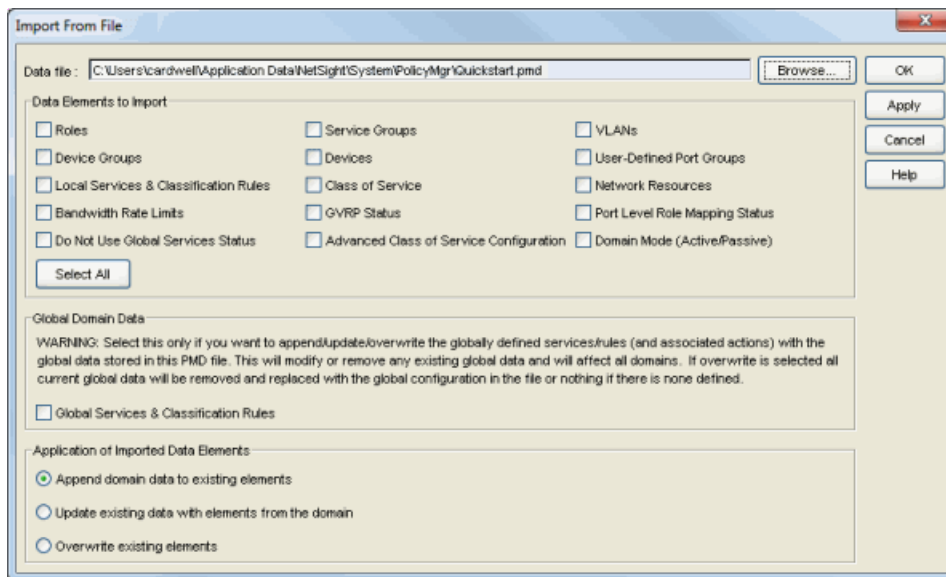 Import From File
Data file : C:\Users\cardwell\Application Data\NetSight\System\PolicyMgr\Quickstart.pmd Browse... OK
Data Elements to Import Apply
Roles Service Groups VLANs
Cancel
Device Groups Devices User-Defined Port Groups
Local Services & Classification Rules Class of Service Network Resources Help
Bandwidth Rate Limits GVRP Status Port Level Role Mapping Status
Do Not Use Global Services Status Advanced Class of Service Configuration Domain Mode (Active/Passive)
Select All
Global Domain Data
WARNING: Select this only if you want to append/update/overwrite the globally defined services/rules (and associated actions) with the
global data stored in this PMD file. This will modify or remove any existing global data and will affect all domains. If overwrite is selected all
current global data will be removed and replaced with the global configuration in the file or nothing if there is none defined.
Global Services & Classification Rules
Application of Imported Data Elements
Append domain data to existing elements
Update existing data with elements from the domain
Overwrite existing elements